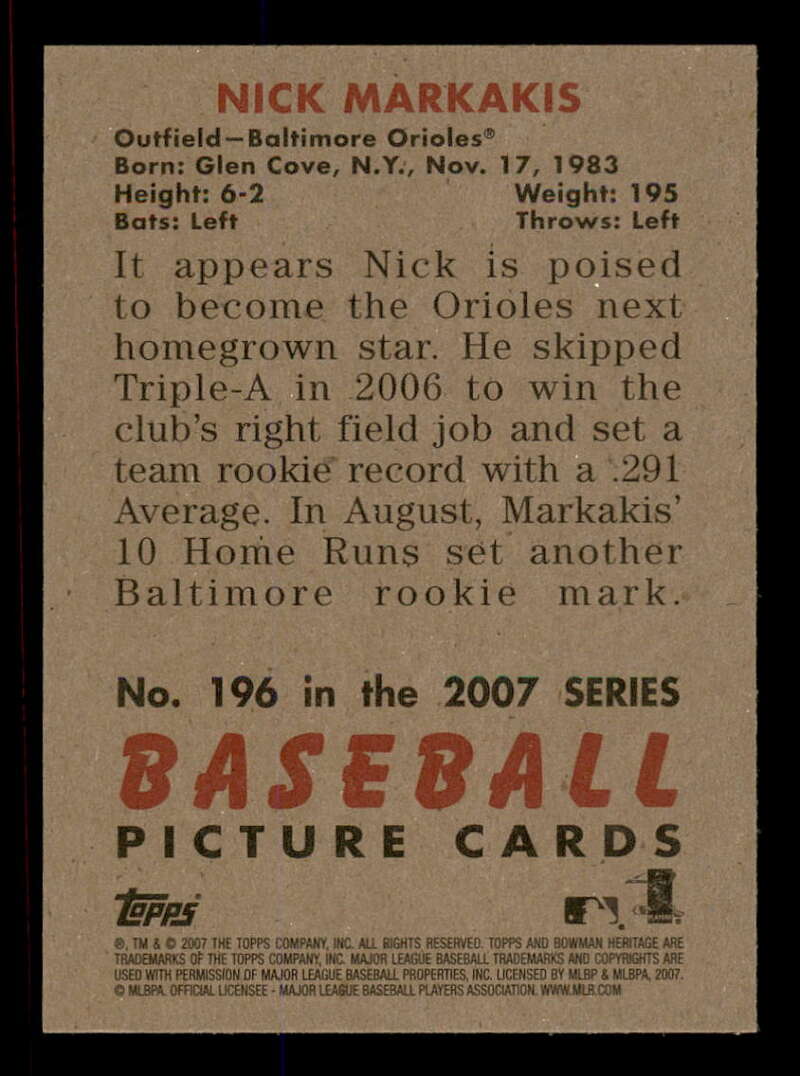 NICK MARKAKIS
Outfield—Baltimore Orioles®
Born: Glen Cove, N.Y., Nov. 17, 1983
Height: 6-2 Weight: 195
Bats: Left Throws: Left
It appears Nick is poised
to become the Orioles next
homegrown star. He skipped
Triple-A in 2006 to win the
club's right field job and set a
team rookie record with a .291
Average. In August, Markakis'
10 Home Runs set another
Baltimore rookie mark.
No. 196 in the 2007 SERIES
BASEBALL
PICTURE CARDS
Topps
®, TM & © 2007 THE TOPPS COMPANY, INC. ALL RIGHTS RESERVED. TOPPS AND BOWMAN HERITAGE ARE
TRADEMARKS OF THE TOPPS COMPANY, INC. MAJOR LEAGUE BASEBALL TRADEMARKS AND COPYRIGHTS ARE
USED WITH PERMISSION OF MAJOR LEAGUE BASEBALL PROPERTIES, INC. LICENSED BY MLBP & MLBPA, 2007.
© MLBPA. OFFICIAL LICENSEE - MAJOR LEAGUE BASEBALL PLAYERS ASSOCIATION. WWW.MLB.COM